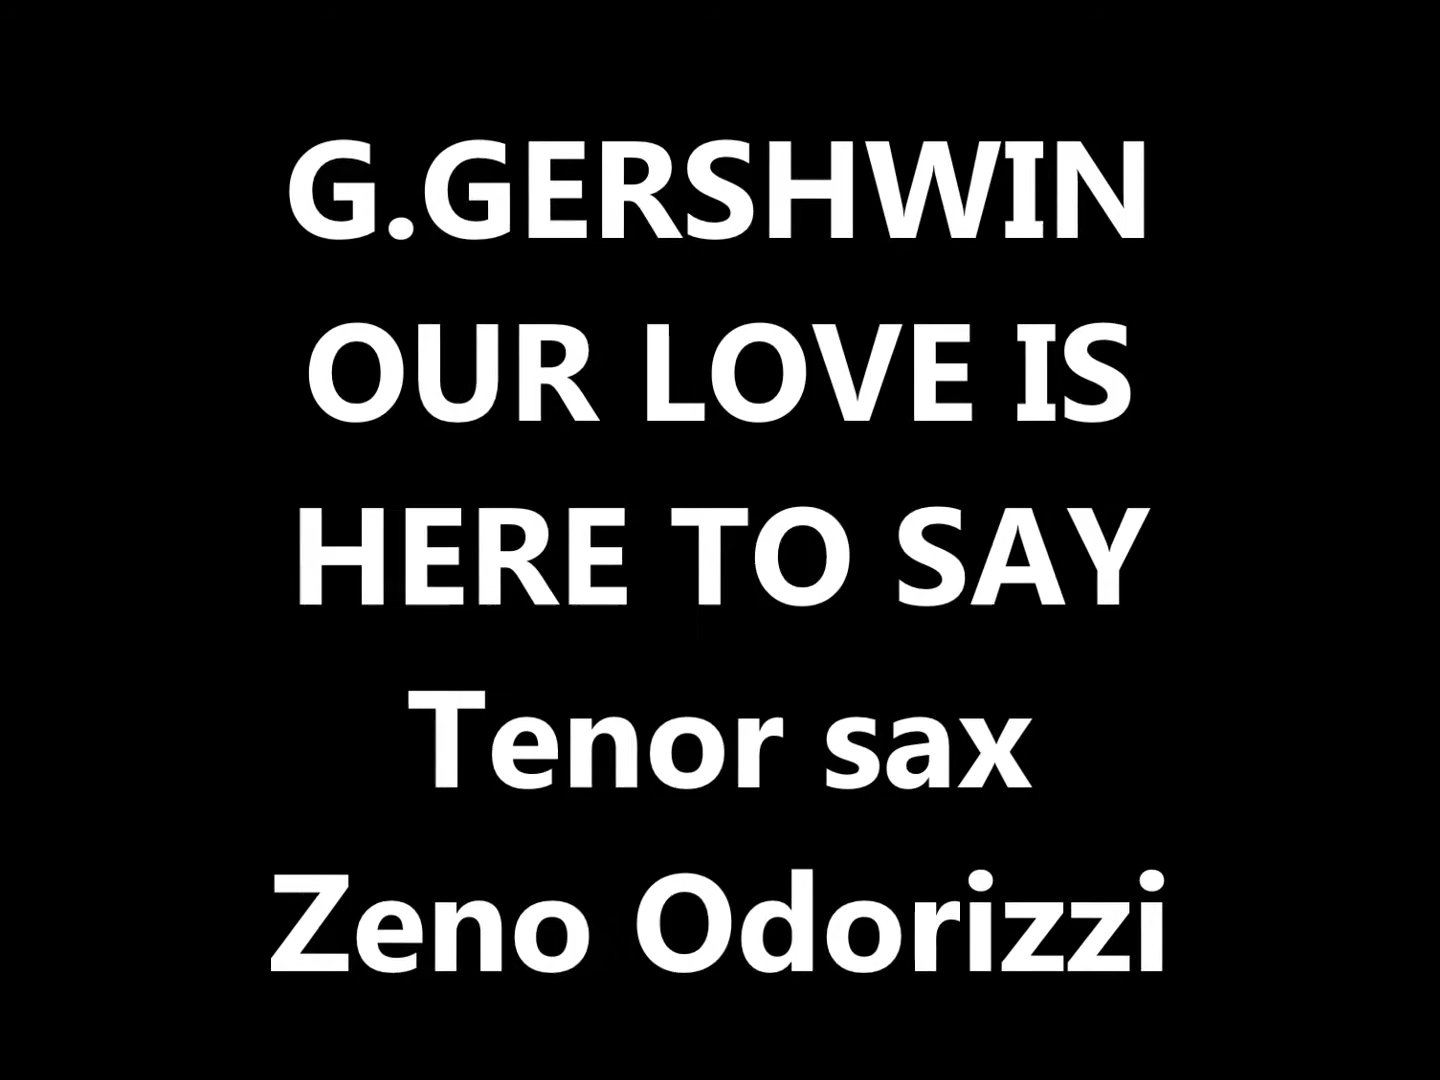 G.GERSHWIN
OUR LOVE IS
HERE TO SAY
Tenor sax
Zeno Odorizzi